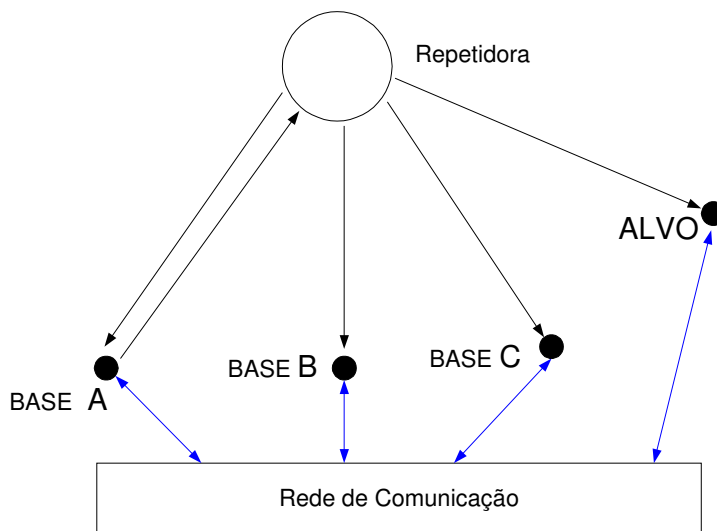 Repetidora
ALVO
BASE A
BASE B
BASE C
Rede de Comunicação